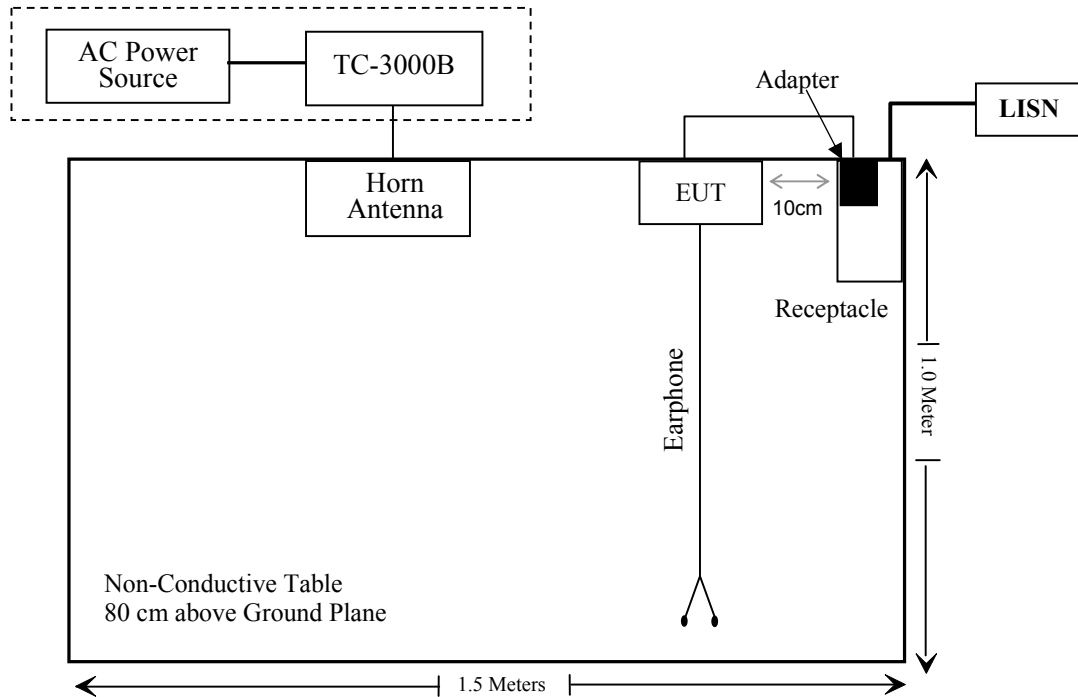 AC Power
Source
TC-3000B
Adapter
LISN
Horn
Antenna
EUT
10cm
Receptacle
Earphone
1.0 Meter
Non-Conductive Table
80 cm above Ground Plane
1.5 Meters